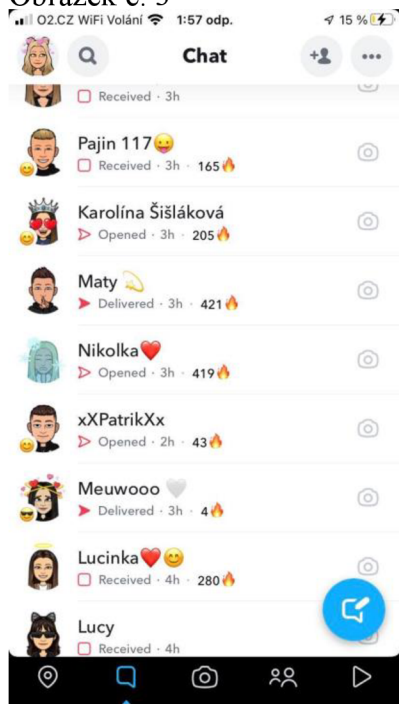 Obrázek č. 3
O2.CZ WiFi Volání 1:57 odp. 15 %
Chat
Received · 3h
Pajin 117😛
Received · 3h · 165🔥
Karolína Šišláková
Opened · 3h · 205🔥
Maty 💫
Delivered · 3h · 421🔥
Nikolka❤️
Opened · 3h · 419🔥
xXPatrikXx
Opened · 2h · 43🔥
Meuwooo 🤍
Delivered · 3h · 4🔥
Lucinka❤️😊
Received · 4h · 280🔥
Lucy
Received · 4h